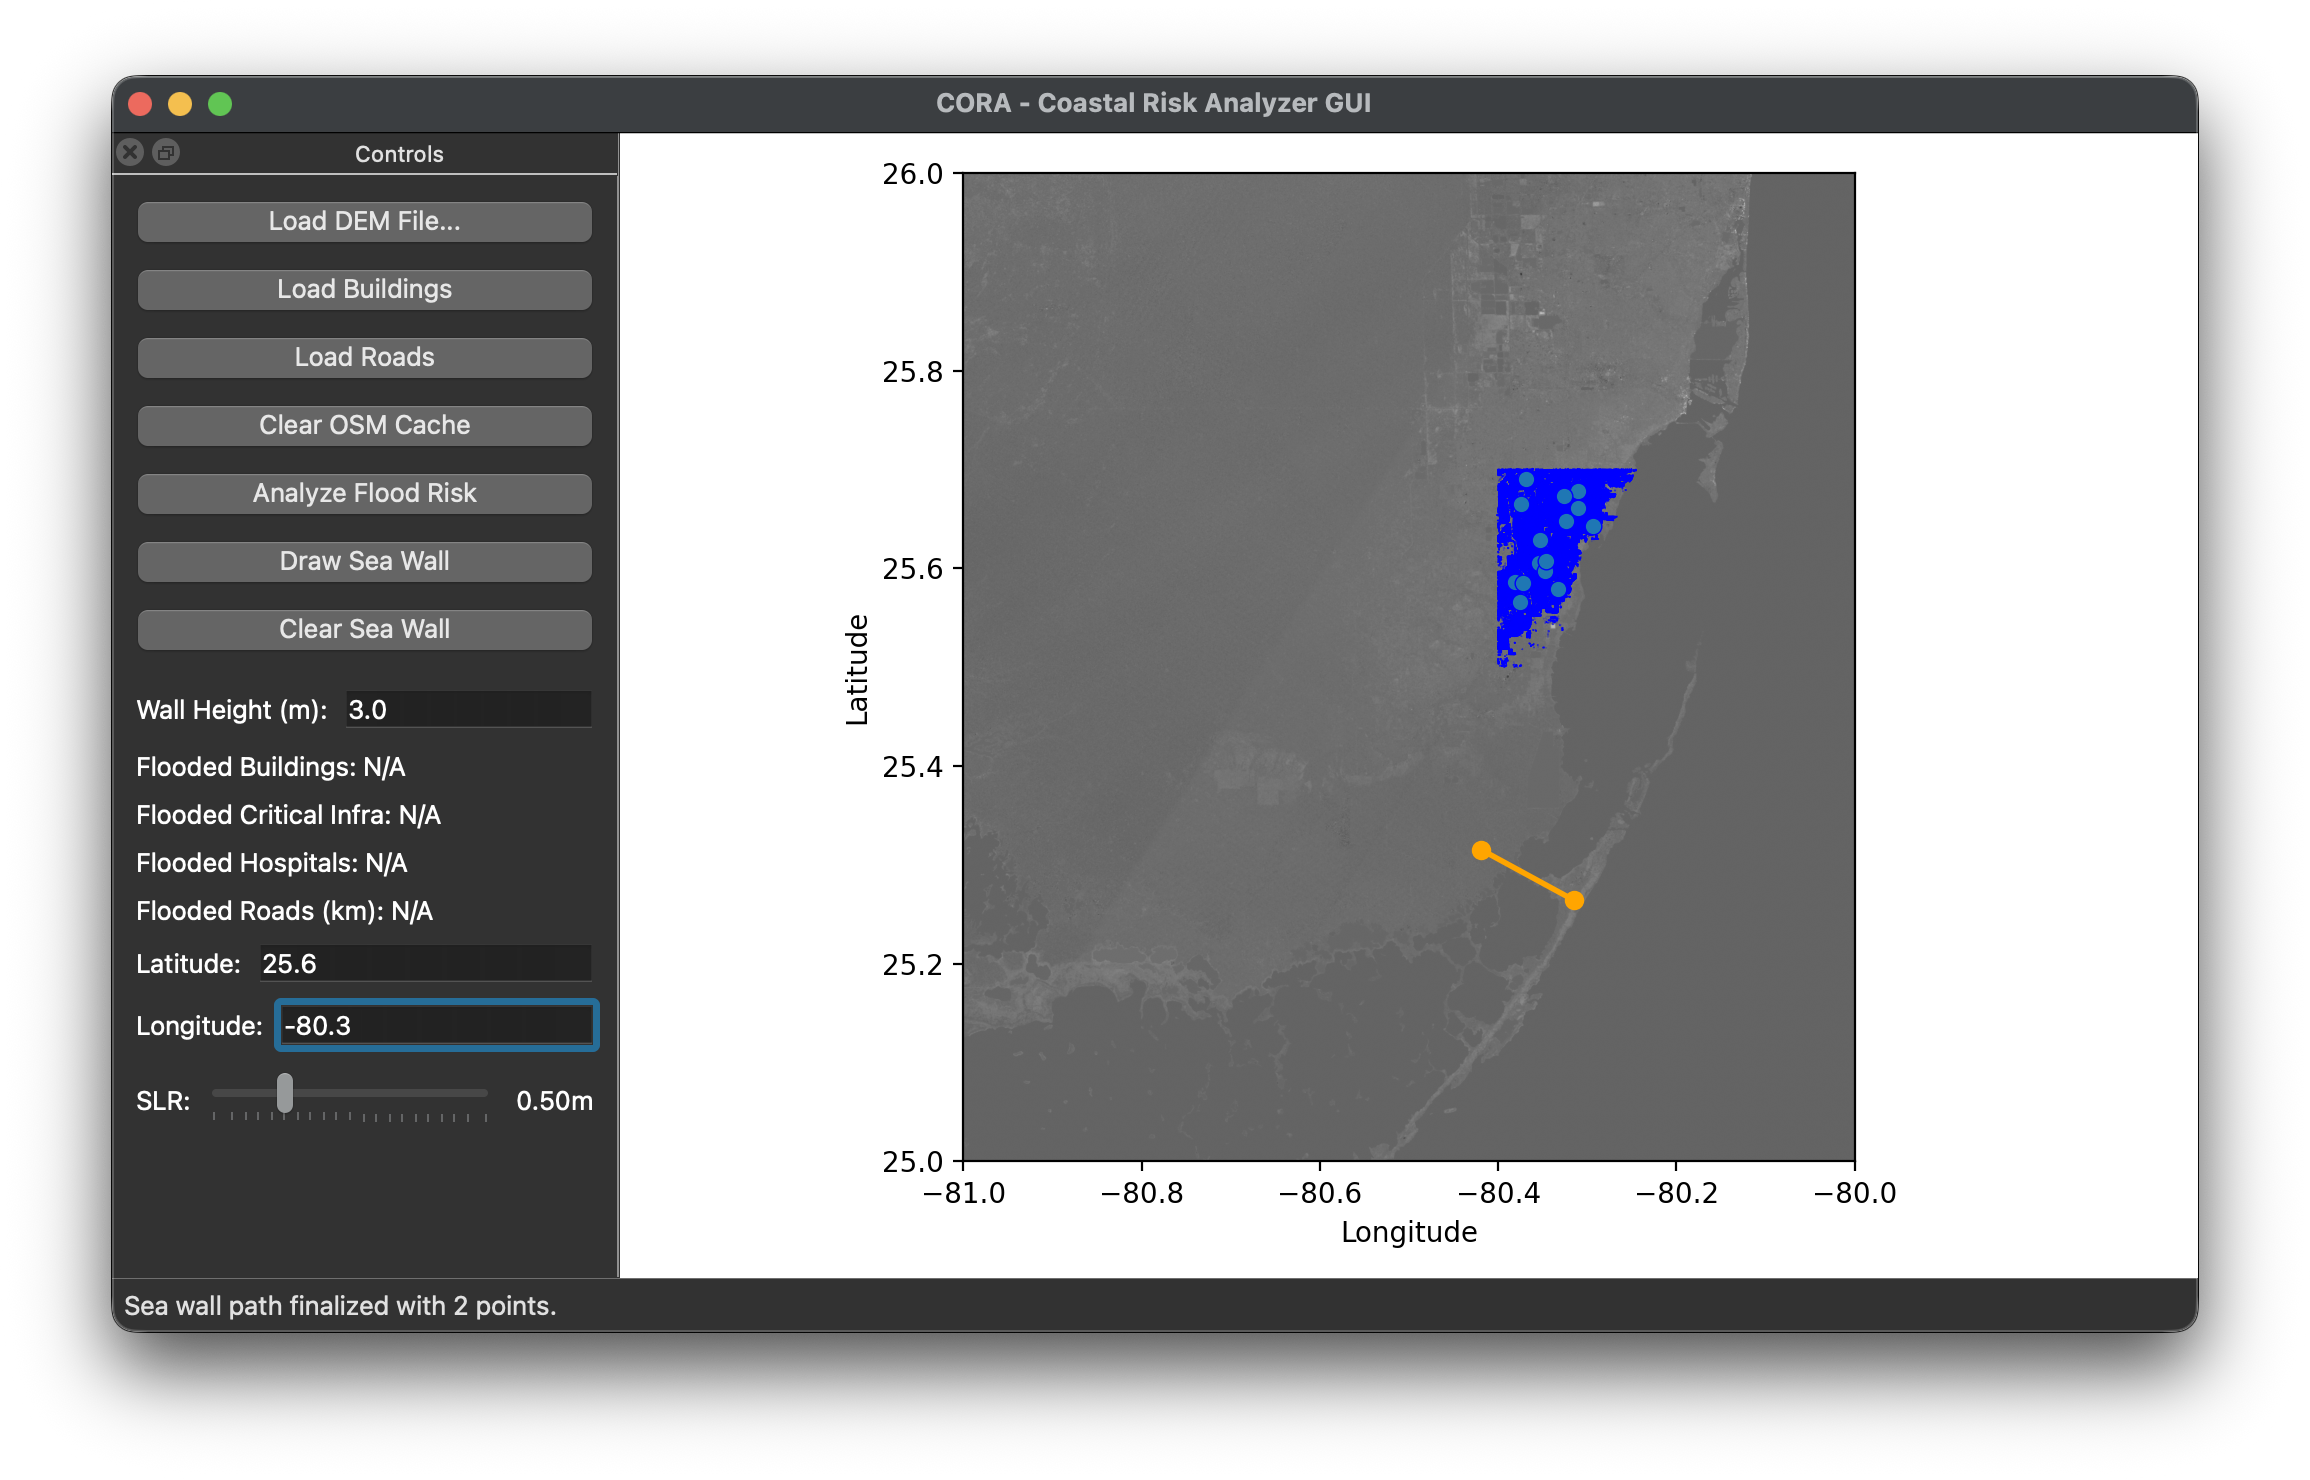 CORA - Coastal Risk Analyzer GUI
Controls
Load DEM File...
Load Buildings
Load Roads
Clear OSM Cache
Analyze Flood Risk
Draw Sea Wall
Clear Sea Wall
Wall Height (m): 3.0
Flooded Buildings: N/A
Flooded Critical Infra: N/A
Flooded Hospitals: N/A
Flooded Roads (km): N/A
Latitude: 25.6
Longitude: -80.3
SLR: 0.50m
26.0
25.8
25.6
25.4
25.2
25.0
Latitude
−81.0 −80.8 −80.6 −80.4 −80.2 −80.0
Longitude
Sea wall path finalized with 2 points.